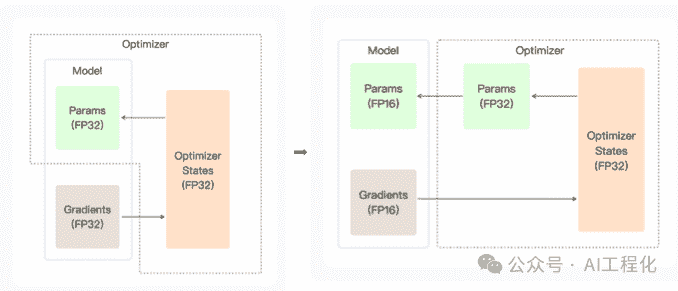 Optimizer
Model
Params
(FP32)
Optimizer
States
(FP32)
Gradients
(FP32)
Model
Optimizer
Params
(FP16)
Params
(FP32)
Optimizer
States
(FP32)
Gradients
(FP16)
公众号 · AI工程化